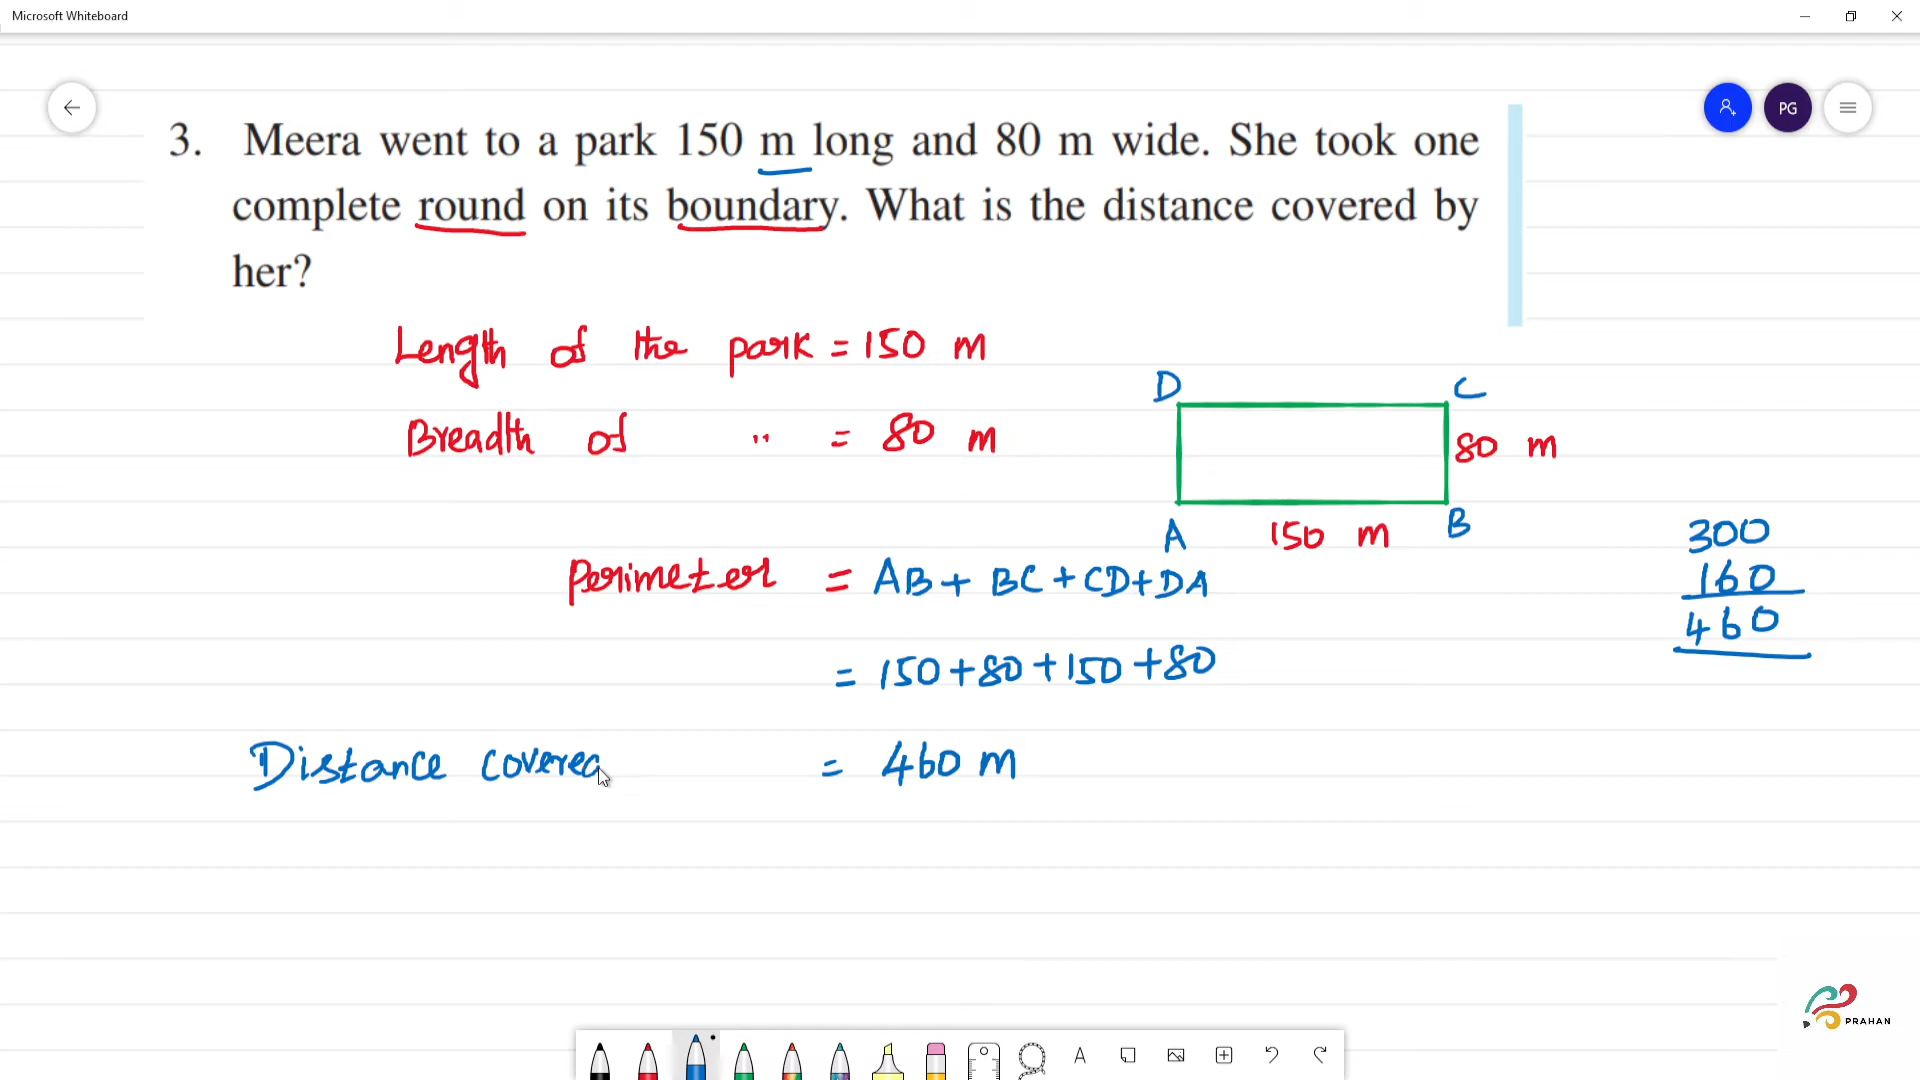 Microsoft Whiteboard
PG
3. Meera went to a park 150 m long and 80 m wide. She took one
complete round on its boundary. What is the distance covered by
her?
Length of the park = 150 m
Breadth of " = 80 m
D C
80 m
A 150 m B
Perimeter = AB + BC + CD + DA
= 150 + 80 + 150 + 80
300
160
460
Distance covered = 460 m
PRAHAN
A